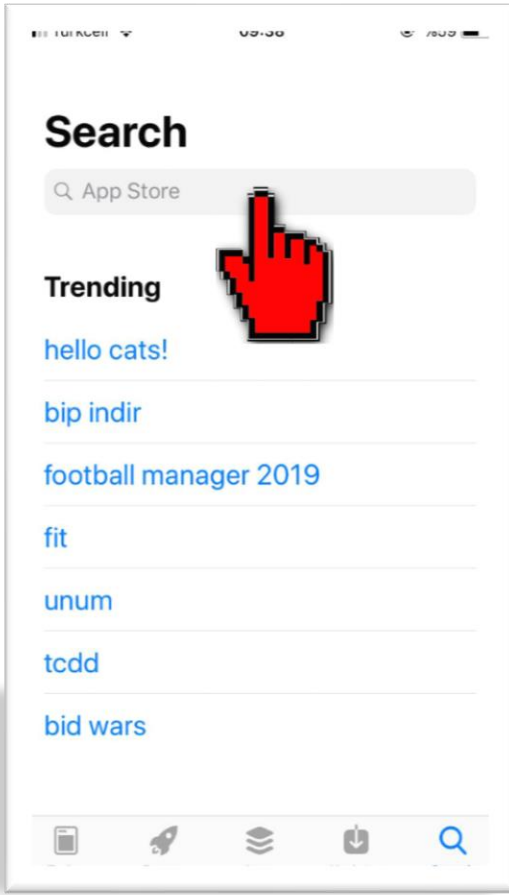 Search
App Store
Trending
hello cats!
bip indir
football manager 2019
fit
unum
tcdd
bid wars